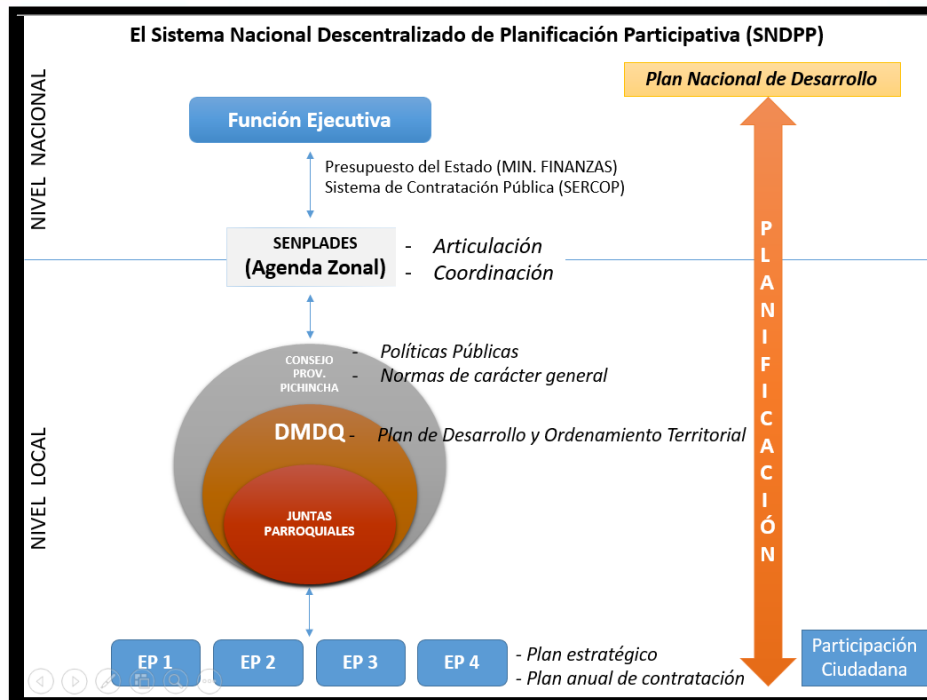 El Sistema Nacional Descentralizado de Planificación Participativa (SNDPP)
Plan Nacional de Desarrollo
NIVEL NACIONAL
Función Ejecutiva
Presupuesto del Estado (MIN. FINANZAS)
Sistema de Contratación Pública (SERCOP)
SENPLADES
(Agenda Zonal)
- Articulación
- Coordinación
PLANIFICACIÓN
NIVEL LOCAL
CONSEJO
PROV.
PICHINCHA
- Políticas Públicas
- Normas de carácter general
DMDQ
- Plan de Desarrollo y Ordenamiento Territorial
JUNTAS
PARROQUIALES
EP 1
EP 2
EP 3
EP 4
- Plan estratégico
- Plan anual de contratación
Participación
Ciudadana